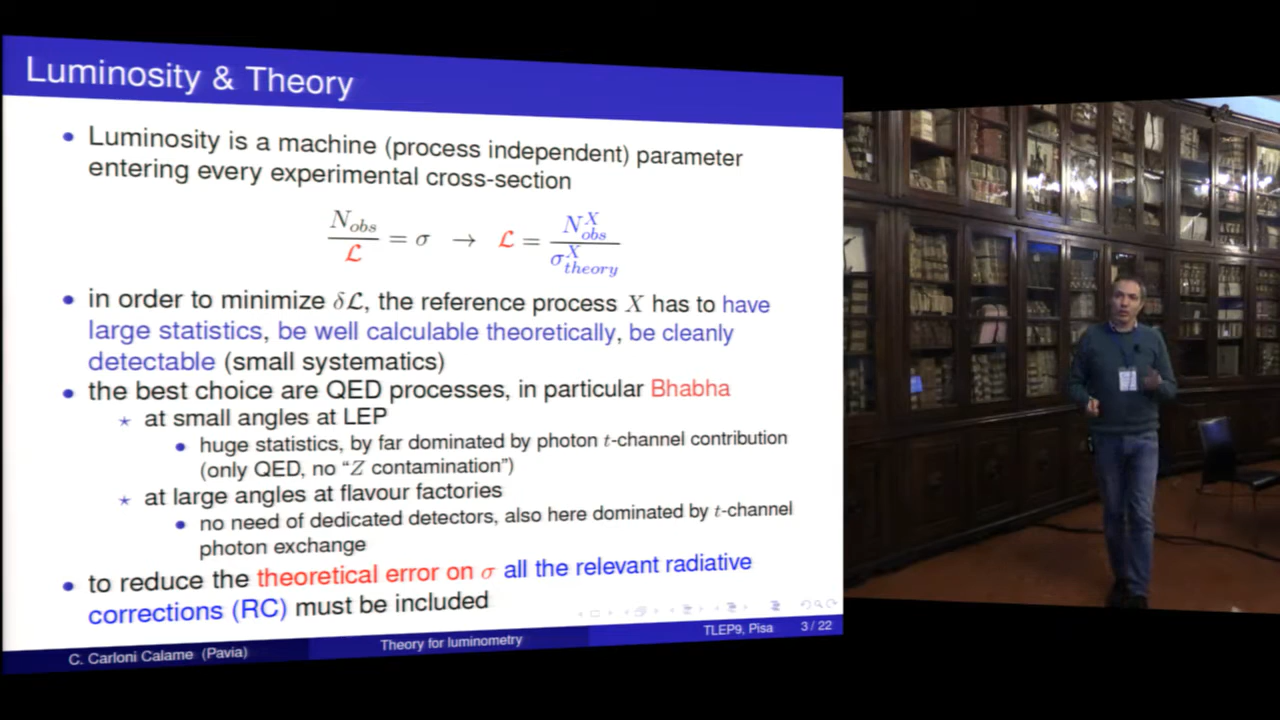 Luminosity & Theory
• Luminosity is a machine (process independent) parameter
entering every experimental cross-section
N_obs / ℒ = σ → ℒ = N^X_obs / σ^X_theory
• in order to minimize δℒ, the reference process X has to have
large statistics, be well calculable theoretically, be cleanly
detectable (small systematics)
• the best choice are QED processes, in particular Bhabha
⋆ at small angles at LEP
• huge statistics, by far dominated by photon t-channel contribution
(only QED, no “Z contamination”)
⋆ at large angles at flavour factories
• no need of dedicated detectors, also here dominated by t-channel
photon exchange
• to reduce the theoretical error on σ all the relevant radiative
corrections (RC) must be included
C. Carloni Calame (Pavia) Theory for luminometry TLEP9, Pisa 3 / 22